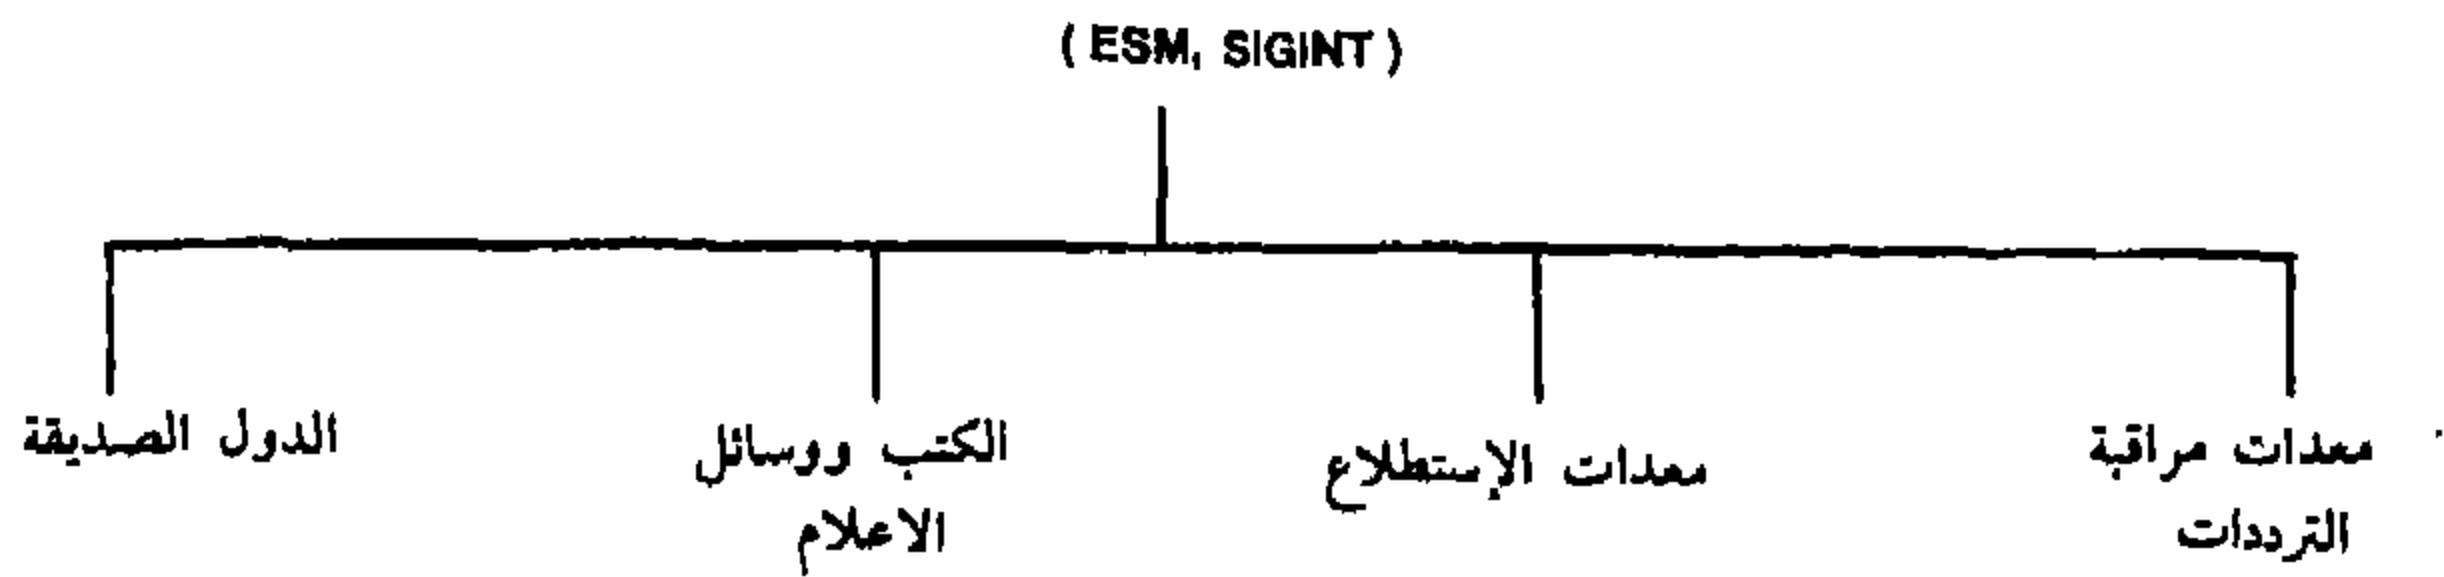 ( ESM, SIGINT )
معدات مراقبة
الترددات
معدات الإستطلاع
الكتب ووسائل
الاعلام
الدول الصديقة